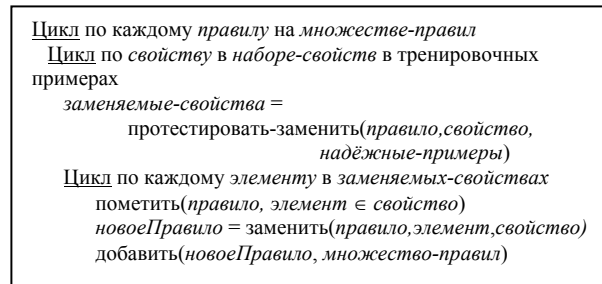 Цикл по каждому правилу на множестве-правил
Цикл по свойству в наборе-свойств в тренировочных
примерах
заменяемые-свойства =
протестировать-заменить(правило,свойство,
надёжные-примеры)
Цикл по каждому элементу в заменяемых-свойствах
пометить(правило, элемент ∈ свойство)
новоеПравило = заменить(правило,элемент,свойство)
добавить(новоеПравило, множество-правил)